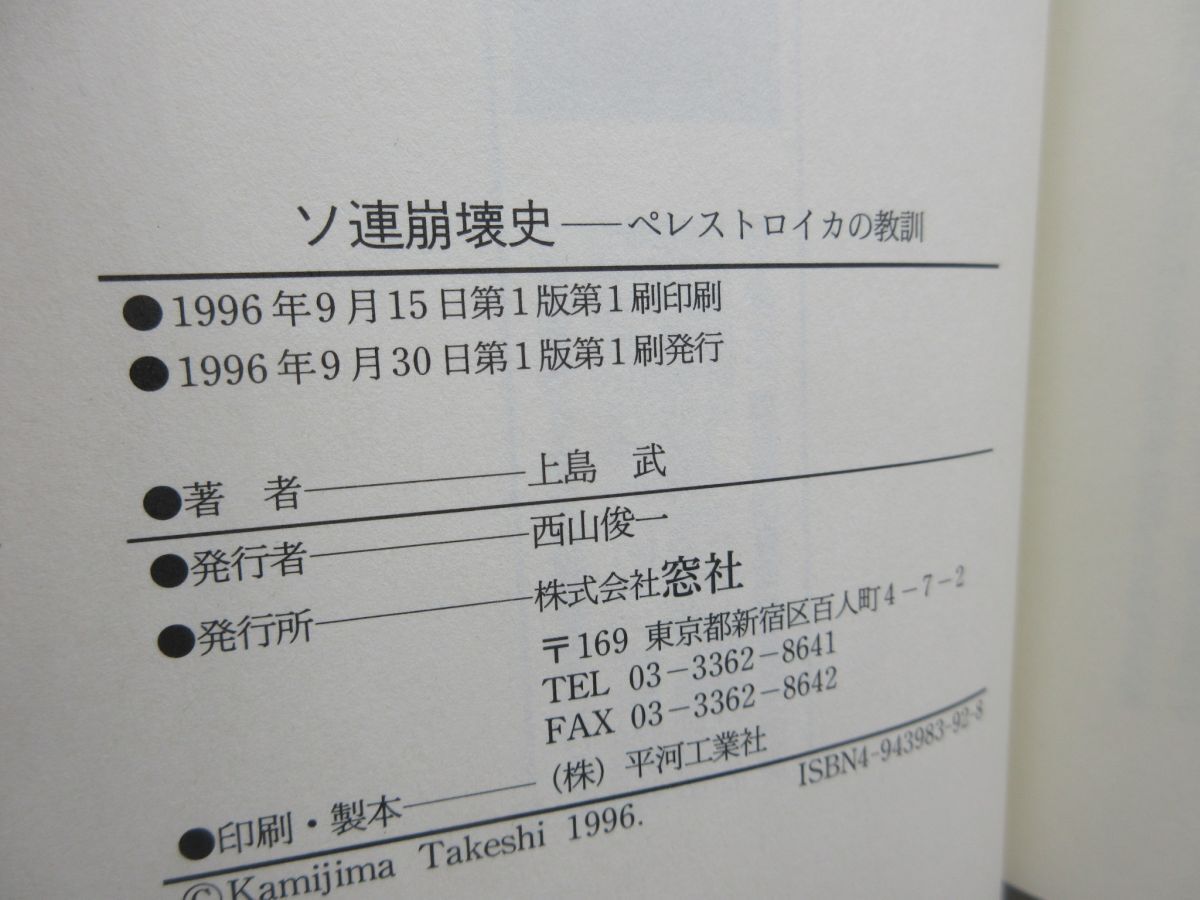 ソ連崩壊史――ペレストロイカの教訓
●1996年9月15日第1版第1刷印刷
●1996年9月30日第1版第1刷発行
●著　者――上島　武
●発行者――西山俊一
●発行所――株式会社窓社
〒169 東京都新宿区百人町4-7-2
TEL 03-3362-8641
FAX 03-3362-8642
●印刷・製本――(株) 平河工業社
©Kamijima Takeshi 1996.
ISBN4-943983-92-8